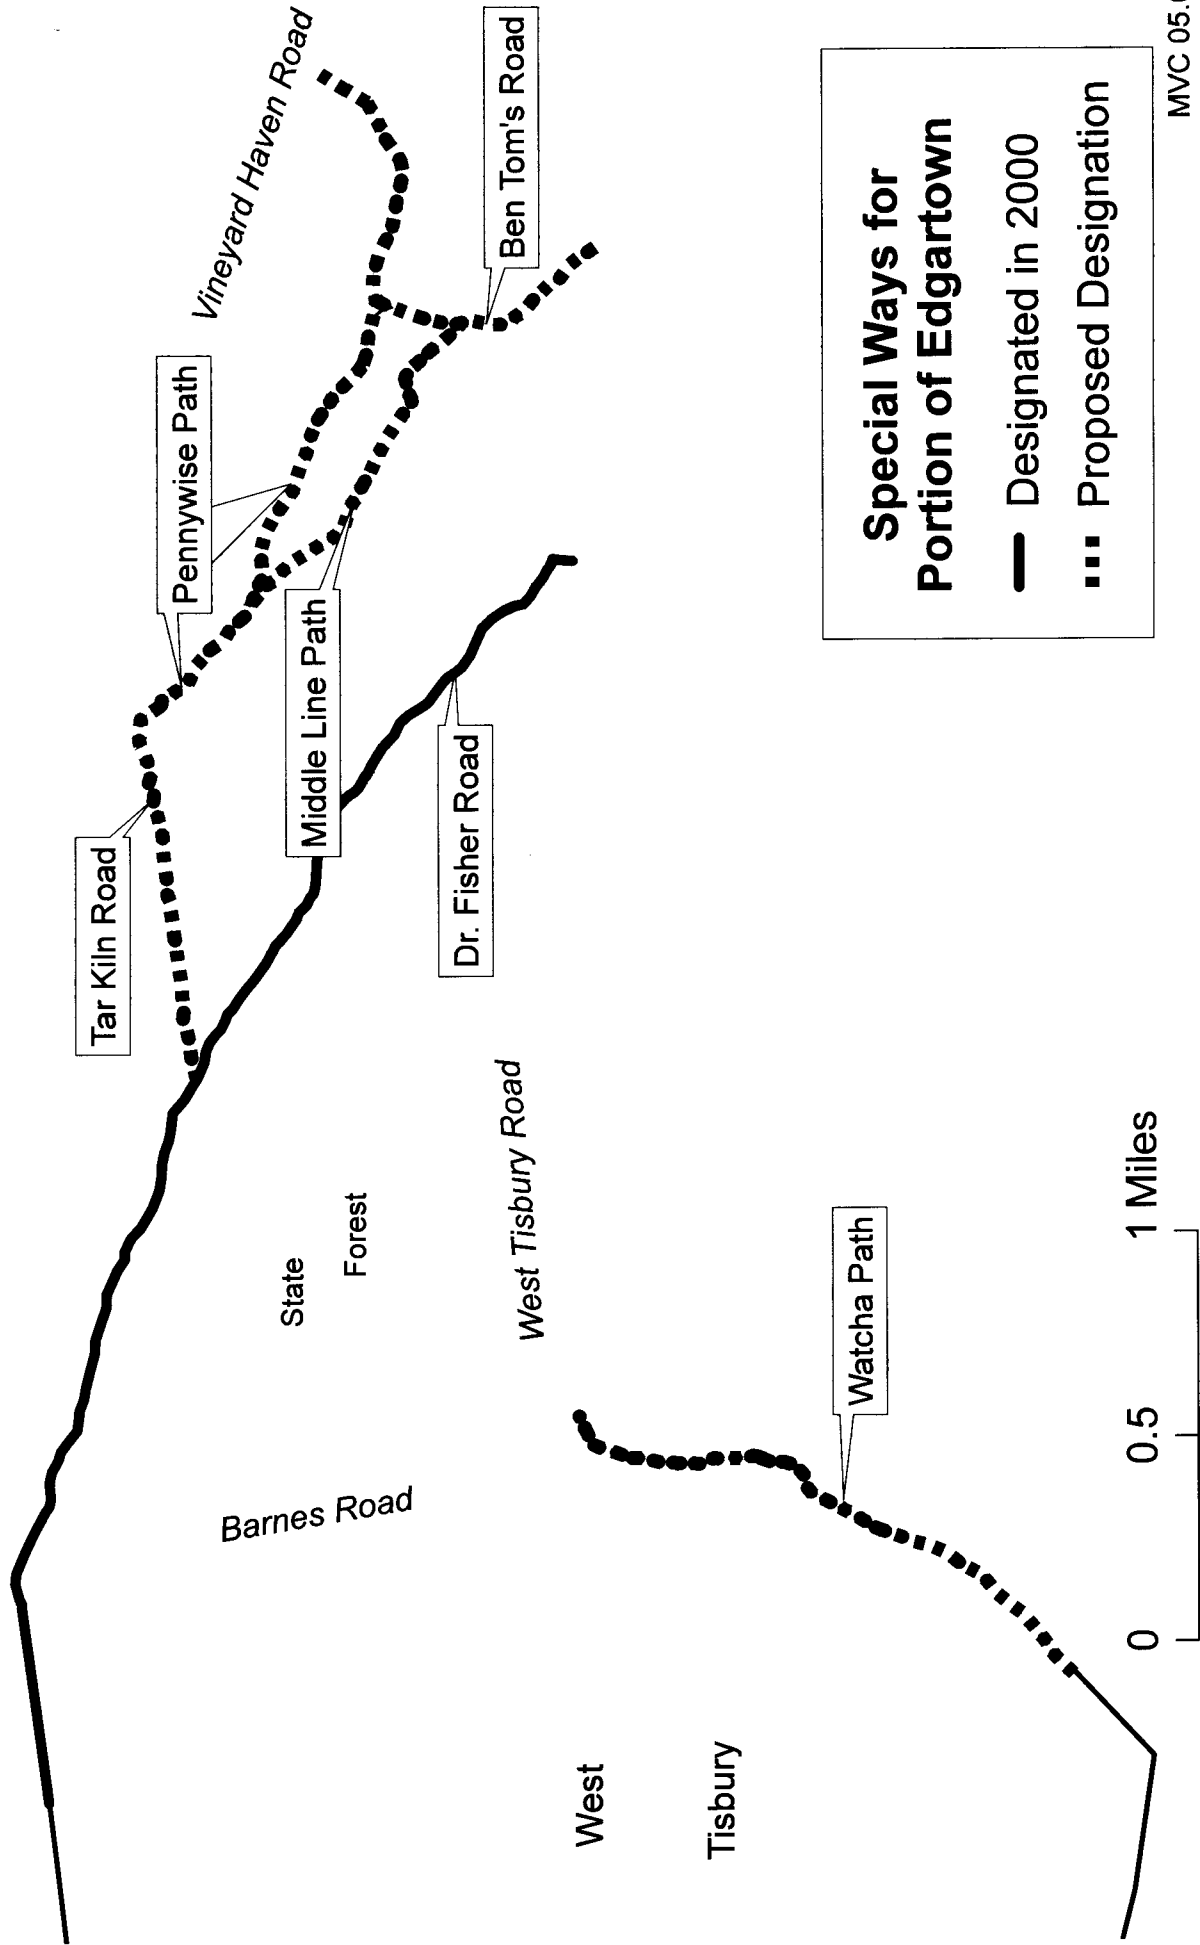 Vineyard Haven Road
Pennywise Path
Ben Tom's Road
Tar Kiln Road
Middle Line Path
Dr. Fisher Road
State
Forest
Barnes Road
West Tisbury Road
Watcha Path
West
Tisbury
0 0.5 1 Miles
Special Ways for
Portion of Edgartown
Designated in 2000
Proposed Designation
MVC